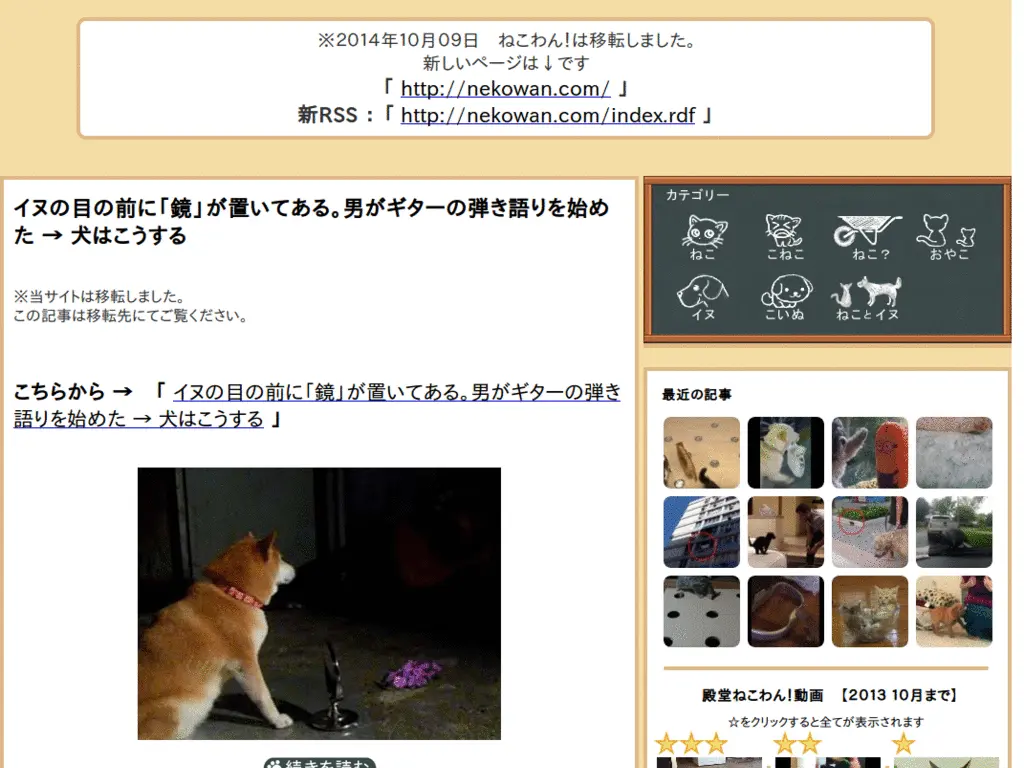 ※2014年10月09日　ねこわん！は移転しました。
新しいページは↓です
「 http://nekowan.com/ 」
新RSS：「 http://nekowan.com/index.rdf 」
イヌの目の前に「鏡」が置いてある。男がギターの弾き語りを始め
た → 犬はこうする
※当サイトは移転しました。
この記事は移転先にてご覧ください。
こちらから → 「 イヌの目の前に「鏡」が置いてある。男がギターの弾き
語りを始めた → 犬はこうする 」
続きを読む
カテゴリー
ねこ こねこ ねこ？ おやこ
イヌ こいぬ ねことイヌ
最近の記事
殿堂ねこわん！動画　【2013 10月まで】
☆をクリックすると全てが表示されます